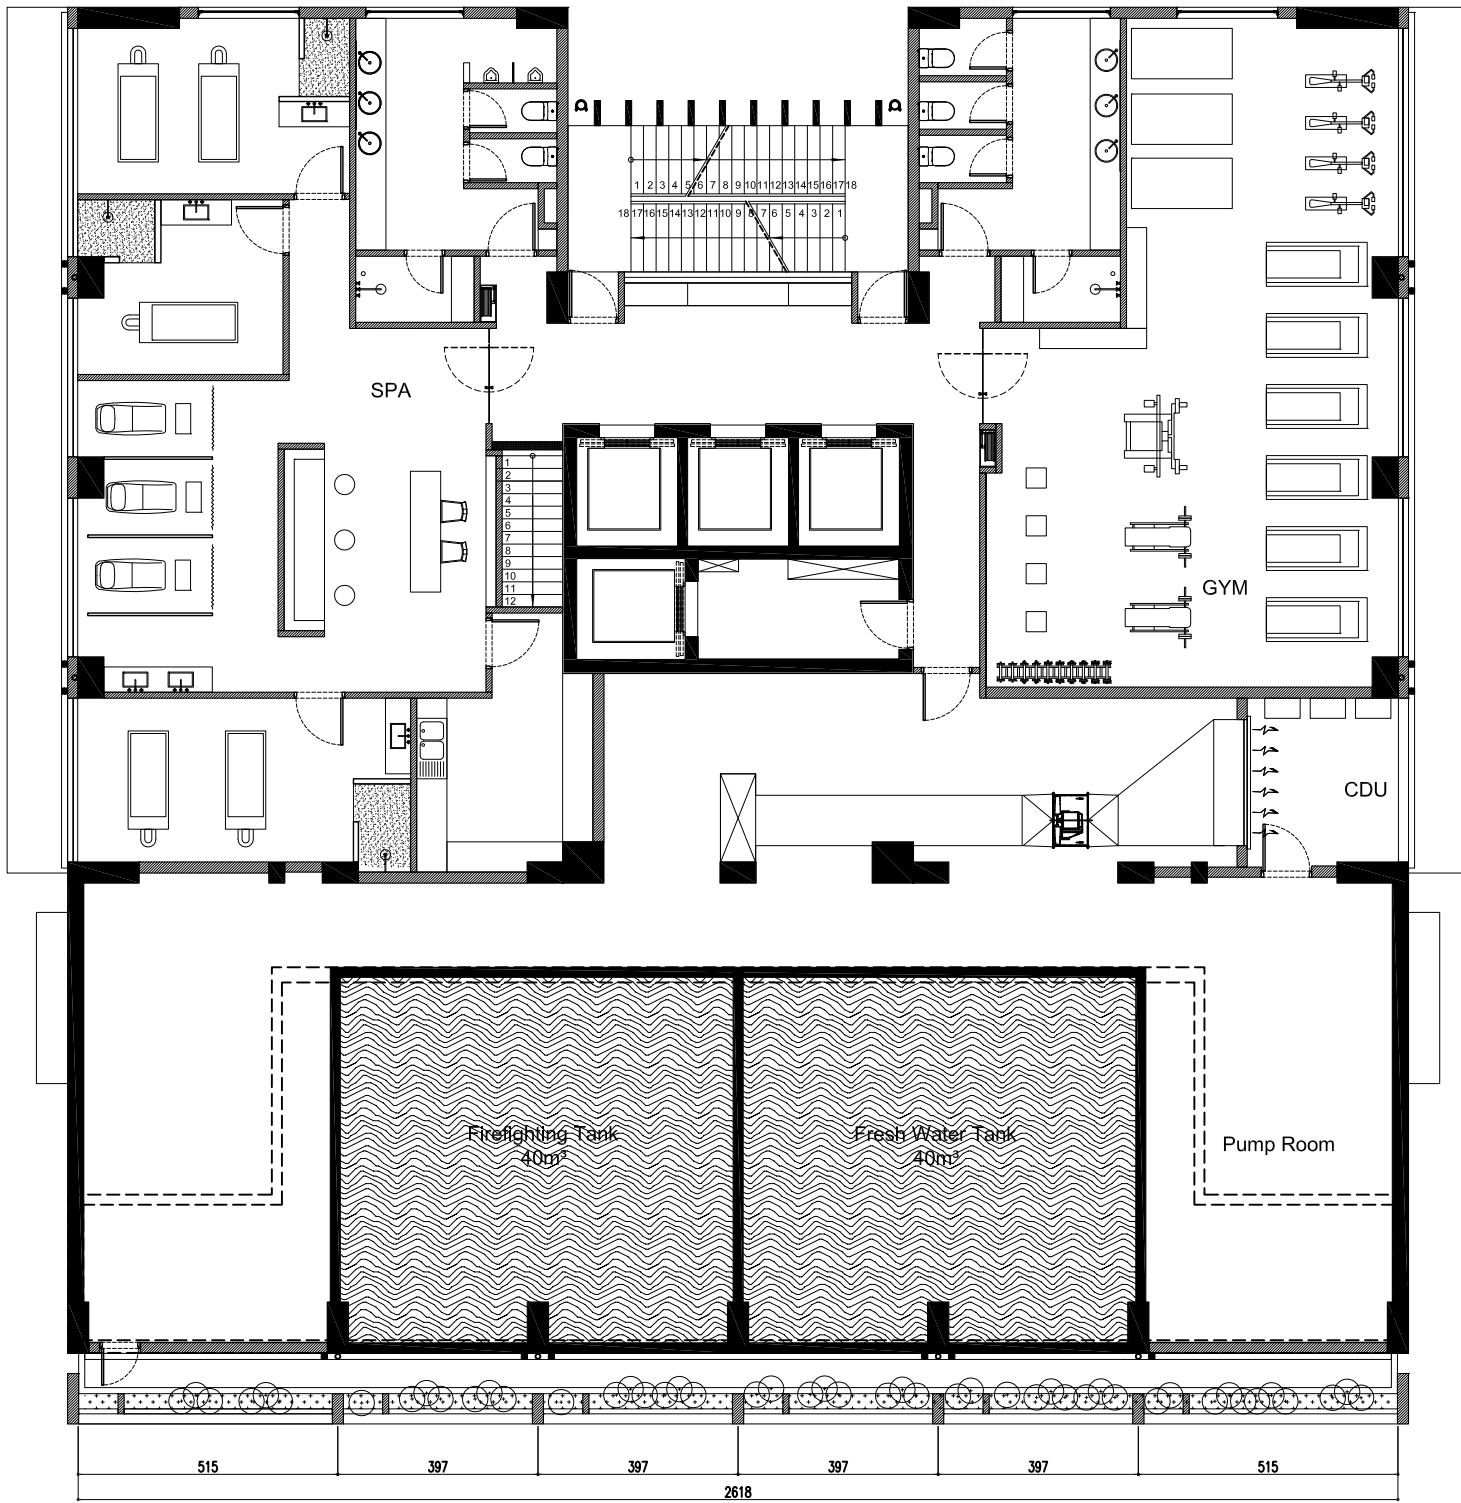 1 2 3 4 5 6 7 8 9 10 11 12 13 14 15 16 17 18
18 17 16 15 14 13 12 11 10 9 8 7 6 5 4 3 2 1
SPA
1
2
3
4
5
6
7
8
9
10
11
12
GYM
CDU
Firefighting Tank
40m³
Fresh Water Tank
40m³
Pump Room
515 397 397 397 397 515
2618